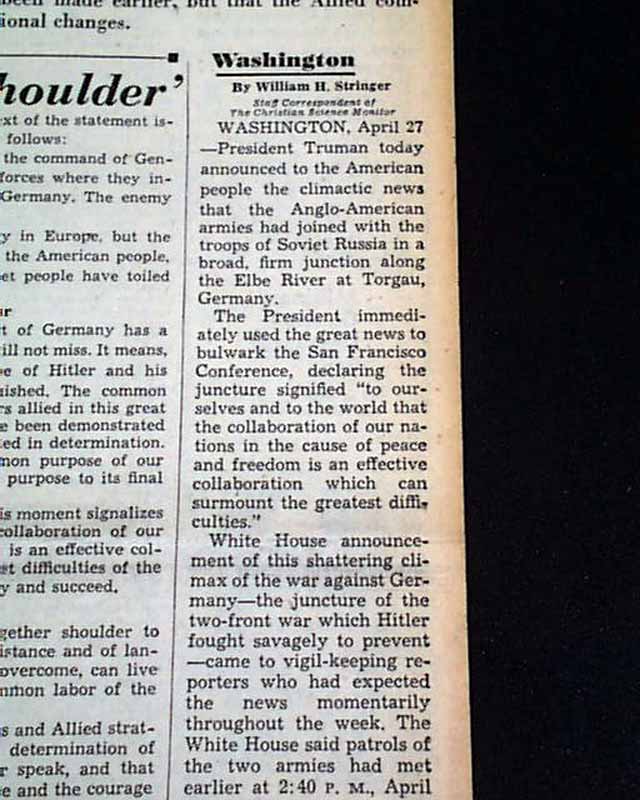 been made earlier, but that the Allied com-
ional changes.
houlder'
ext of the statement is-
follows:
the command of Gen-
forces where they in-
Germany. The enemy
y in Europe, but the
the American people,
et people have toiled
ar
t of Germany has a
ill not miss. It means,
e of Hitler and his
nished. The common
rs allied in this great
e been demonstrated
ed in determination.
mon purpose of our
purpose to its final
is moment signalizes
collaboration of our
is an effective col-
st difficulties of the
y and succeed.
gether shoulder to
istance and of lan-
overcome, can live
mmon labor of the
s and Allied strat-
determination of
r speak, and that
e and the courage
Washington
By William H. Stringer
Staff Correspondent of
The Christian Science Monitor
WASHINGTON, April 27
—President Truman today
announced to the American
people the climactic news
that the Anglo-American
armies had joined with the
troops of Soviet Russia in a
broad, firm junction along
the Elbe River at Torgau,
Germany.
The President immedi-
ately used the great news to
bulwark the San Francisco
Conference, declaring the
juncture signified "to our-
selves and to the world that
the collaboration of our na-
tions in the cause of peace
and freedom is an effective
collaboration which can
surmount the greatest diffi-
culties."
White House announce-
ment of this shattering cli-
max of the war against Ger-
many—the juncture of the
two-front war which Hitler
fought savagely to prevent
—came to vigil-keeping re-
porters who had expected
the news momentarily
throughout the week. The
White House said patrols of
the two armies had met
earlier at 2:40 P. M., April